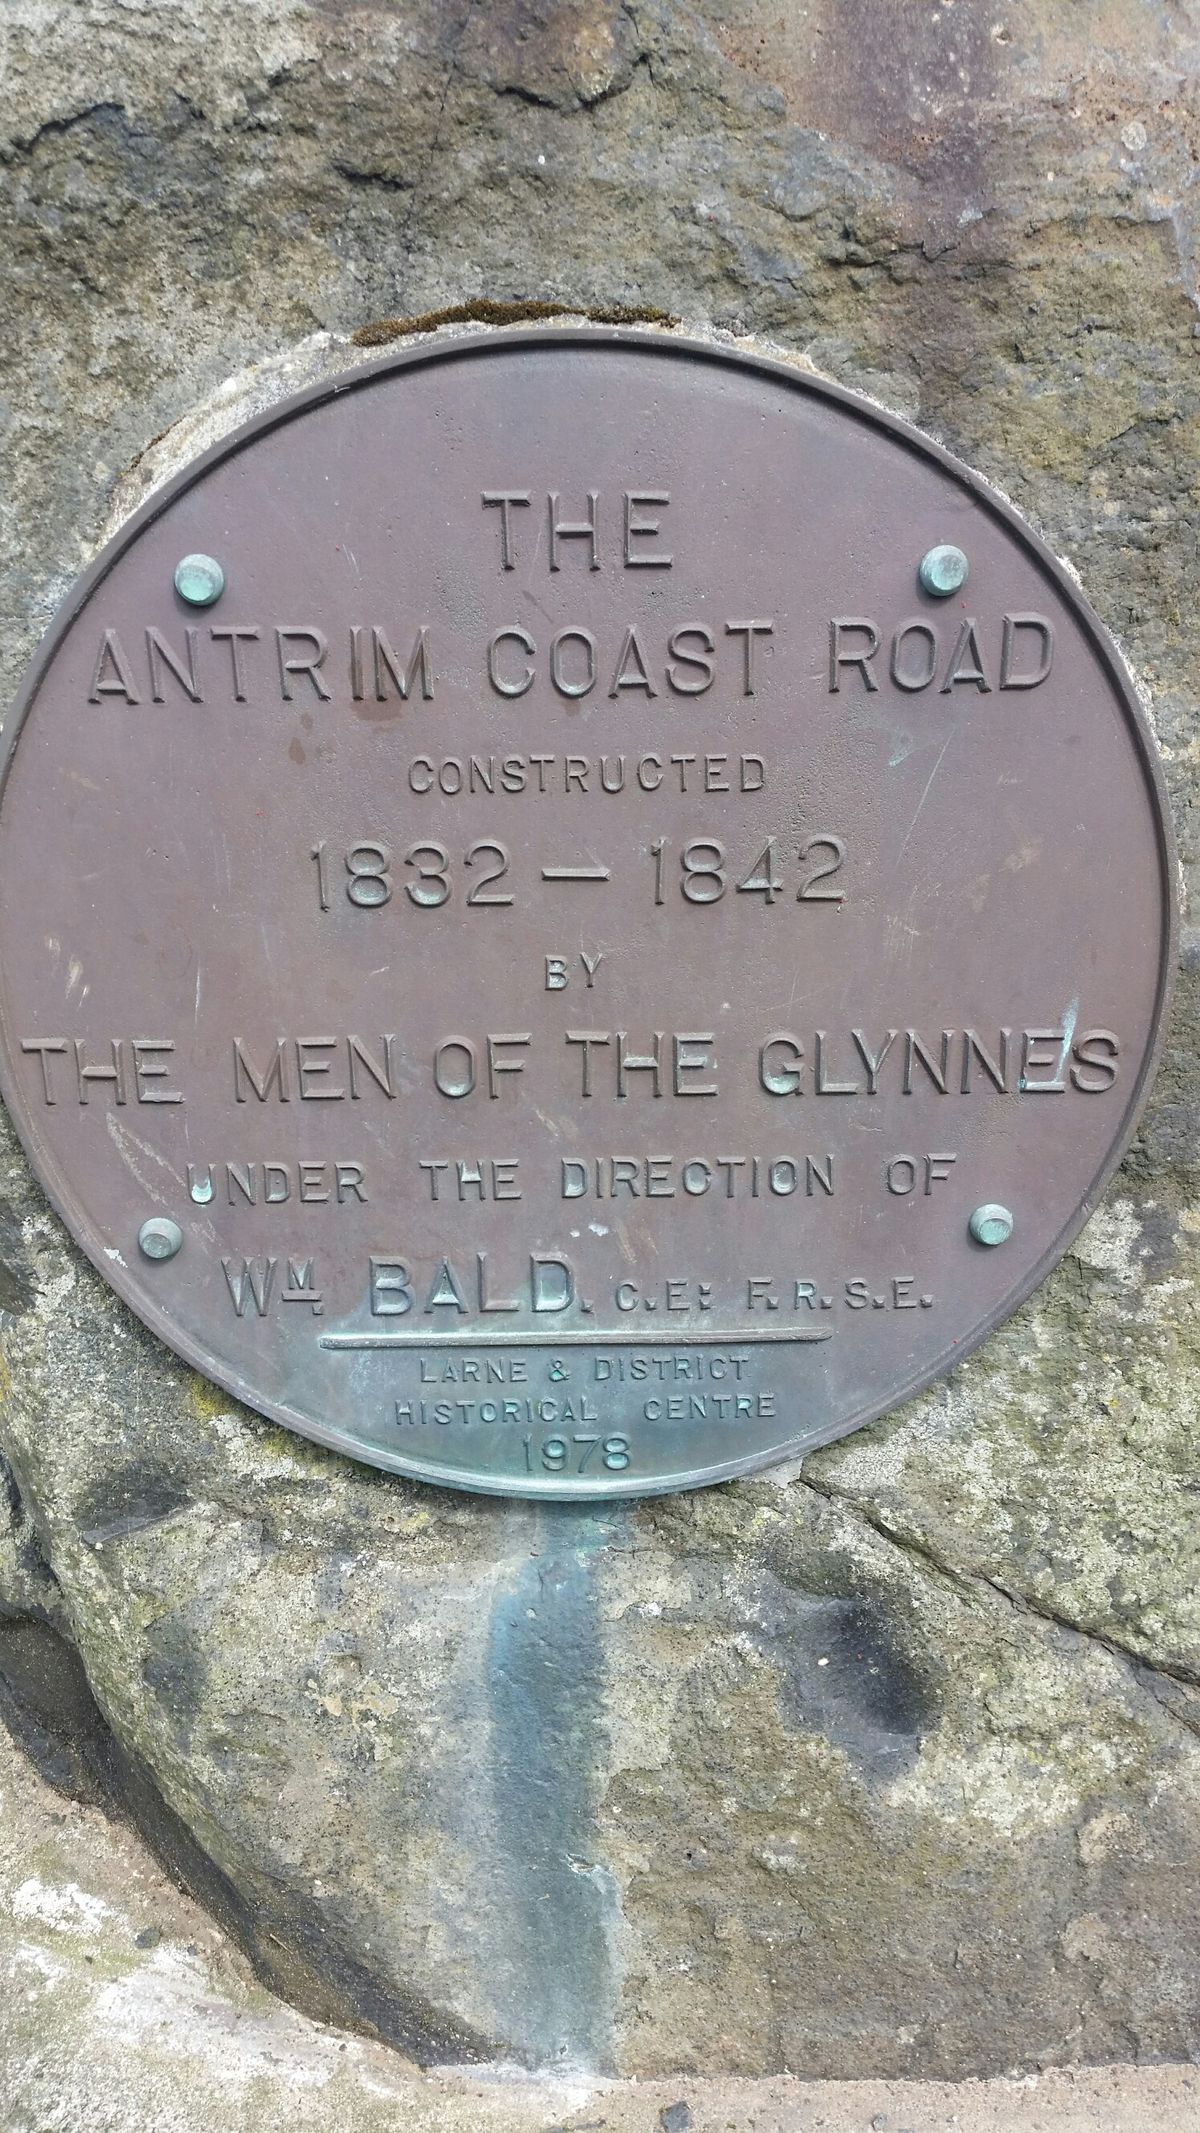 THE
ANTRIM COAST ROAD
CONSTRUCTED
1832 — 1842
BY
THE MEN OF THE GLYNNES
UNDER THE DIRECTION OF
WM. BALD. C.E: F.R.S.E.
LARNE & DISTRICT
HISTORICAL CENTRE
1978